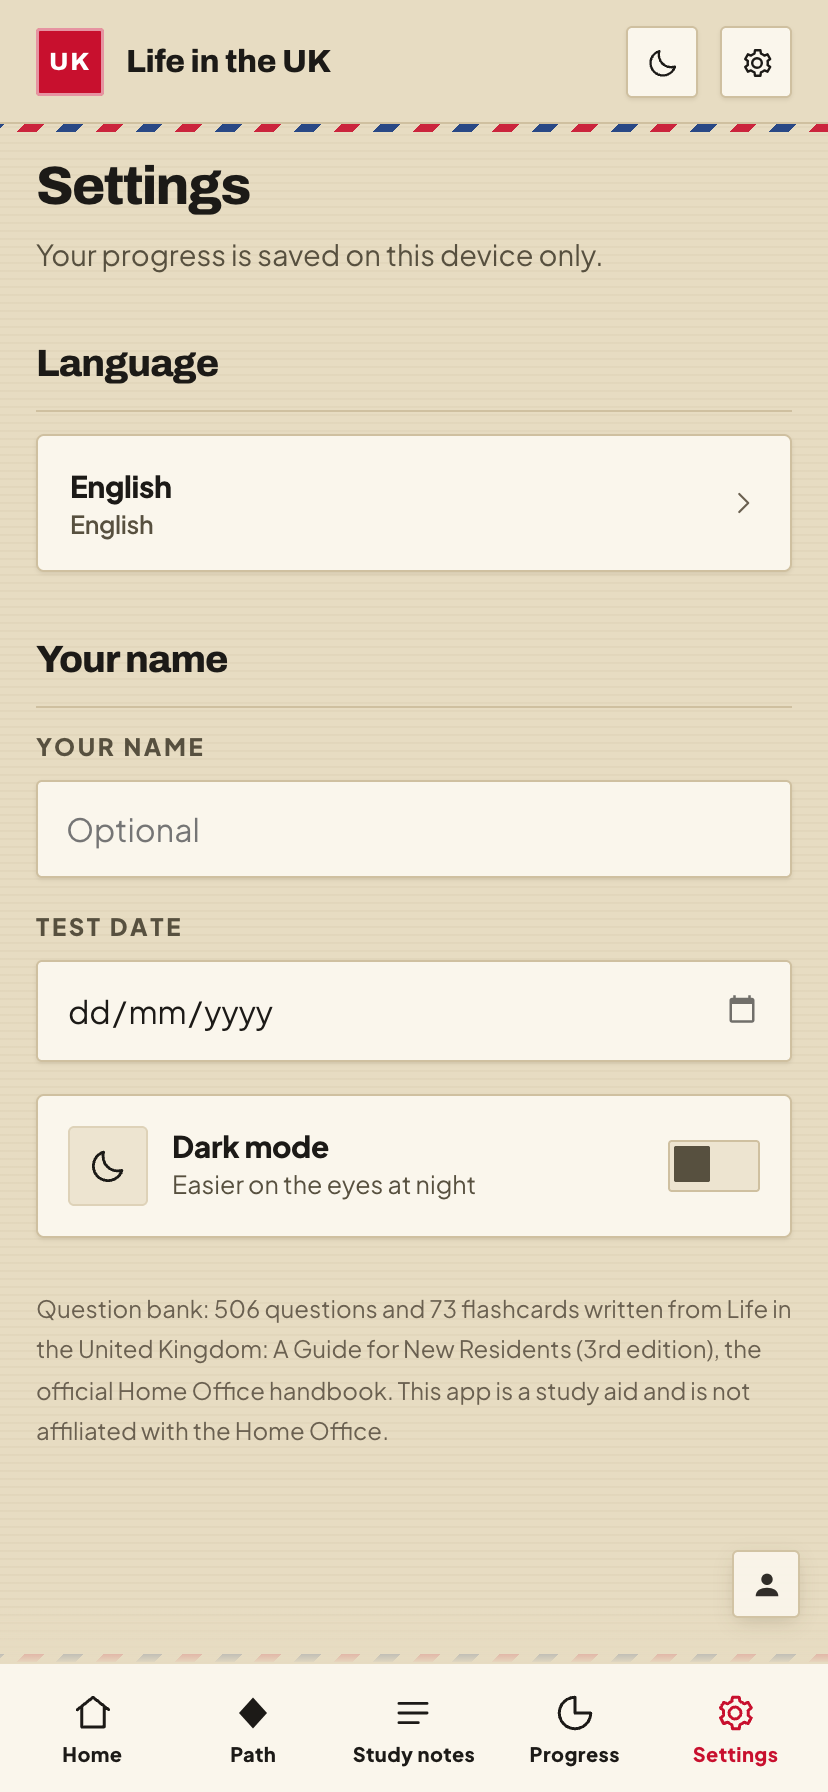 UK
Life in the UK
Settings
Your progress is saved on this device only.
Language
English
English
Your name
YOUR NAME
Optional
TEST DATE
dd/mm/yyyy
Dark mode
Easier on the eyes at night
Question bank: 506 questions and 73 flashcards written from Life in
the United Kingdom: A Guide for New Residents (3rd edition), the
official Home Office handbook. This app is a study aid and is not
affiliated with the Home Office.
Home
Path
Study notes
Progress
Settings